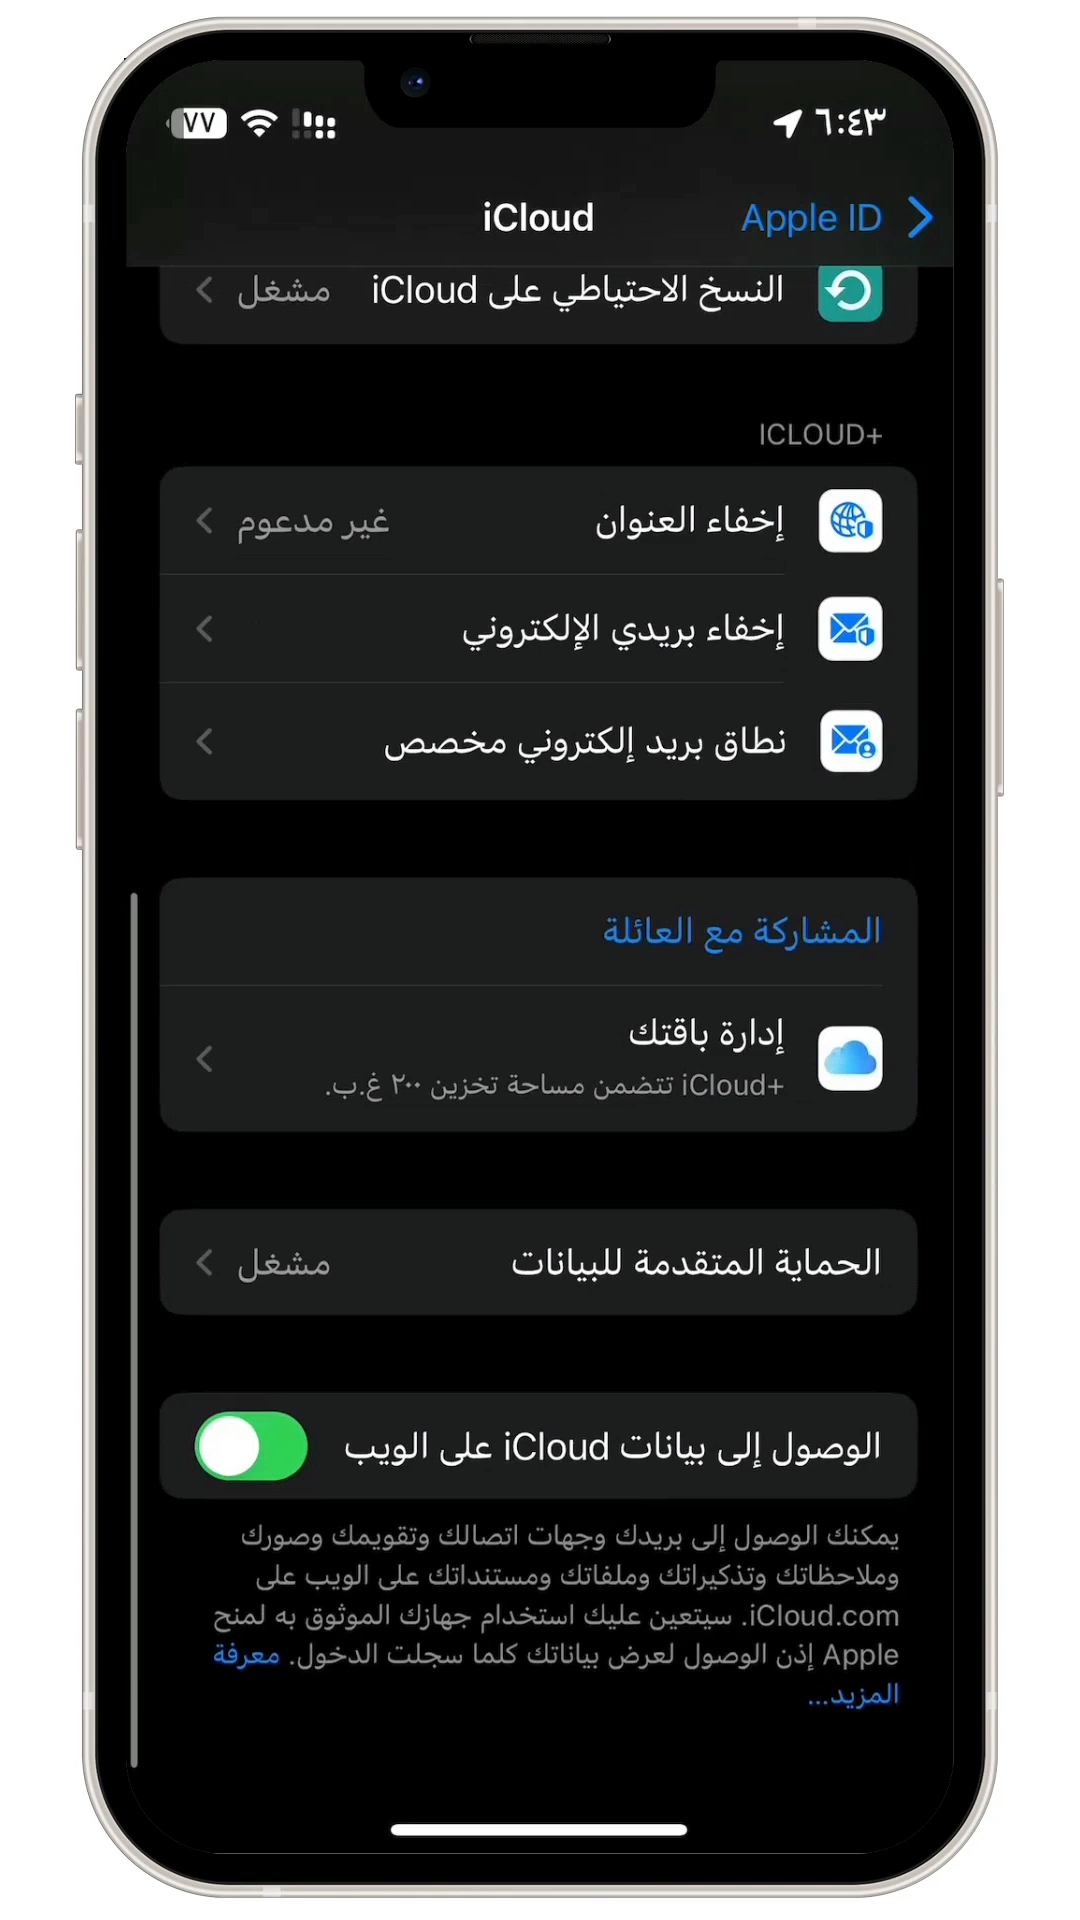 ٦:٤٣
٧٧
Apple ID
iCloud
النسخ الاحتياطي على iCloud مشغل
ICLOUD+
إخفاء العنوان غير مدعوم
إخفاء بريدي الإلكتروني
نطاق بريد إلكتروني مخصص
المشاركة مع العائلة
إدارة باقتك
iCloud+ تتضمن مساحة تخزين ٢٠٠ غ.ب.
الحماية المتقدمة للبيانات مشغل
الوصول إلى بيانات iCloud على الويب
يمكنك الوصول إلى بريدك وجهات اتصالك وتقويمك وصورك
وملاحظاتك وتذكيراتك وملفاتك ومستنداتك على الويب على
iCloud.com. سيتعين عليك استخدام جهازك الموثوق به لمنح
Apple إذن الوصول لعرض بياناتك كلما سجلت الدخول. معرفة
المزيد...